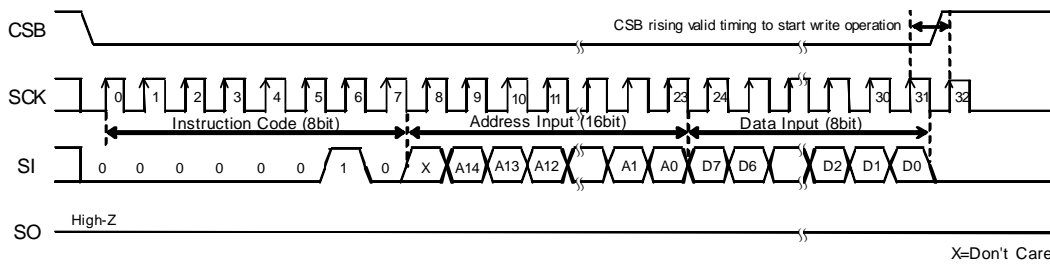 CSB
CSB rising valid timing to start write operation
SCK
0 1 2 3 4 5 6 7 8 9 10 11 23 24 30 31 32
Instruction Code (8bit) Address Input (16bit) Data Input (8bit)
SI
0 0 0 0 0 0 1 0 X A14 A13 A12 A1 A0 D7 D6 D2 D1 D0
High-Z
SO
X=Don't Care